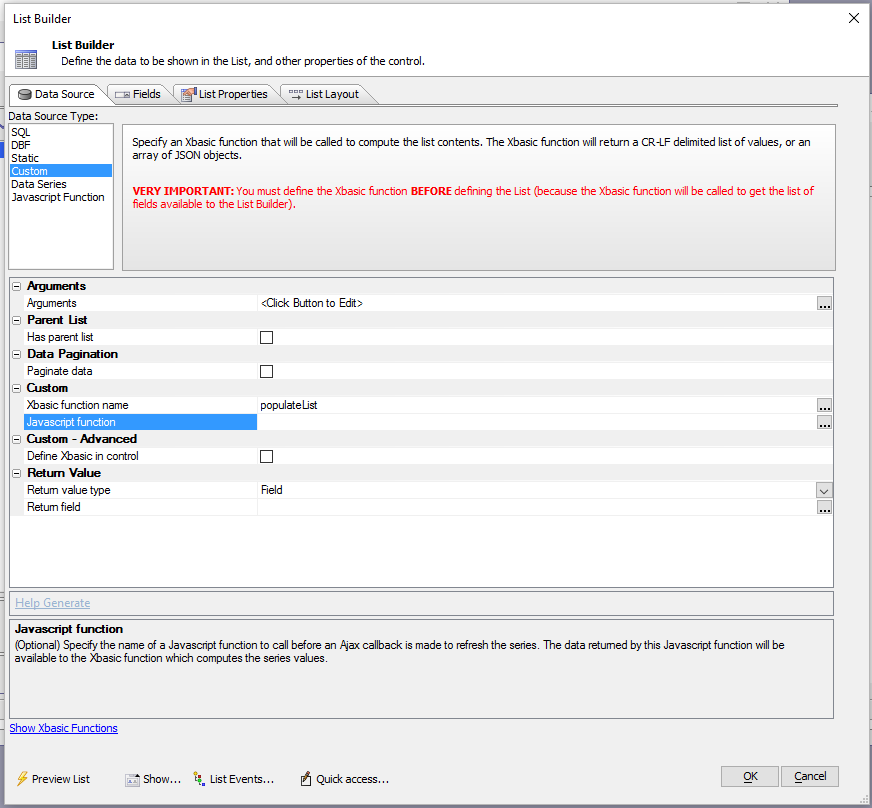 List Builder
List Builder
Define the data to be shown in the List, and other properties of the control.
Data Source
Fields
List Properties
List Layout
Data Source Type:
SQL
DBF
Static
Custom
Data Series
Javascript Function
Specify an Xbasic function that will be called to compute the list contents. The Xbasic function will return a CR-LF delimited list of values, or an
array of JSON objects.
VERY IMPORTANT: You must define the Xbasic function BEFORE defining the List (because the Xbasic function will be called to get the list of
fields available to the List Builder).
Arguments
Arguments <Click Button to Edit> ...
Parent List
Has parent list
Data Pagination
Paginate data
Custom
Xbasic function name populateList ...
Javascript function ...
Custom - Advanced
Define Xbasic in control
Return Value
Return value type Field
Return field ...
Help Generate
Javascript function
(Optional) Specify the name of a Javascript function to call before an Ajax callback is made to refresh the series. The data returned by this Javascript function will be
available to the Xbasic function which computes the series values.
Show Xbasic Functions
Preview List
Show...
List Events...
Quick access...
OK
Cancel